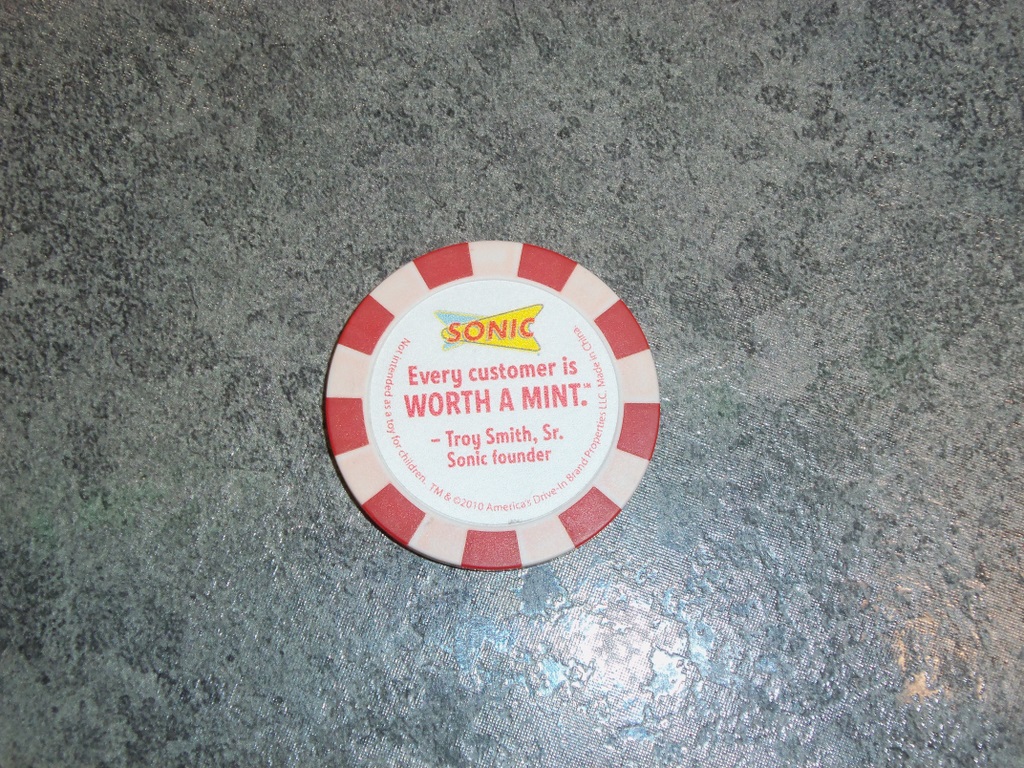 SONIC
Every customer is
WORTH A MINT.℠
– Troy Smith, Sr.
Sonic founder
Not intended as a toy for children. TM & ©2010 America's Drive-In Brand Properties LLC. Made in China.